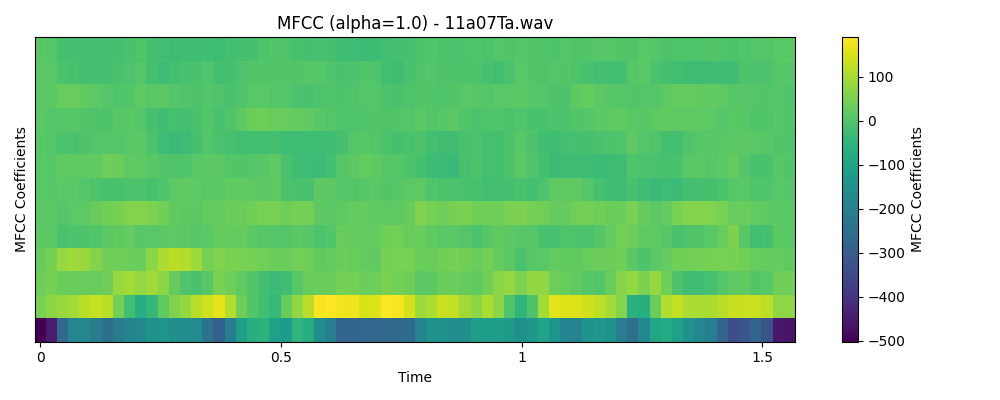 MFCC (alpha=1.0) - 11a07Ta.wav
MFCC Coefficients
0
0.5
1
1.5
Time
100
0
−100
−200
−300
−400
−500
MFCC Coefficients